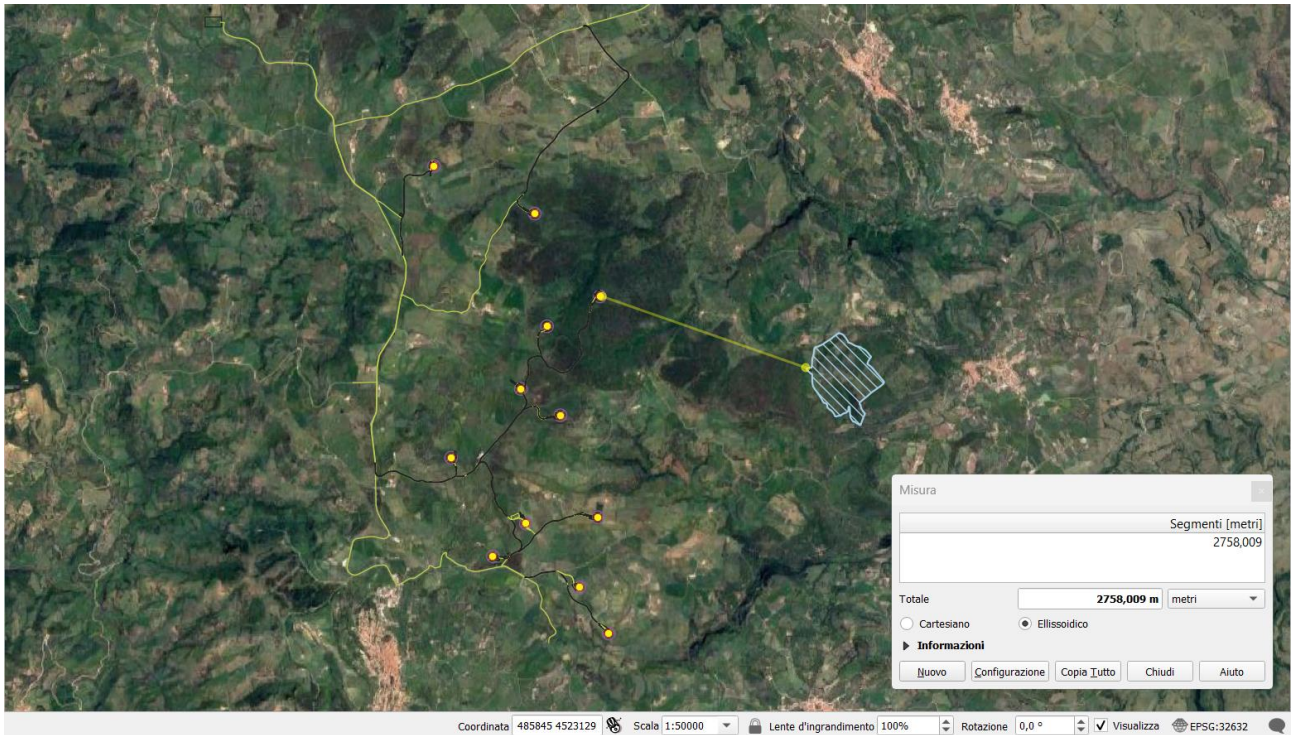 Misura
Segmenti [metri]
2758,009
Totale 2758,009 m metri
Cartesiano Ellissoidico
Informazioni
Nuovo Configurazione Copia Tutto Chiudi Aiuto
Coordinata 485845 4523129 Scala 1:50000 Lente d'ingrandimento 100% Rotazione 0,0 ° Visualizza EPSG:32632